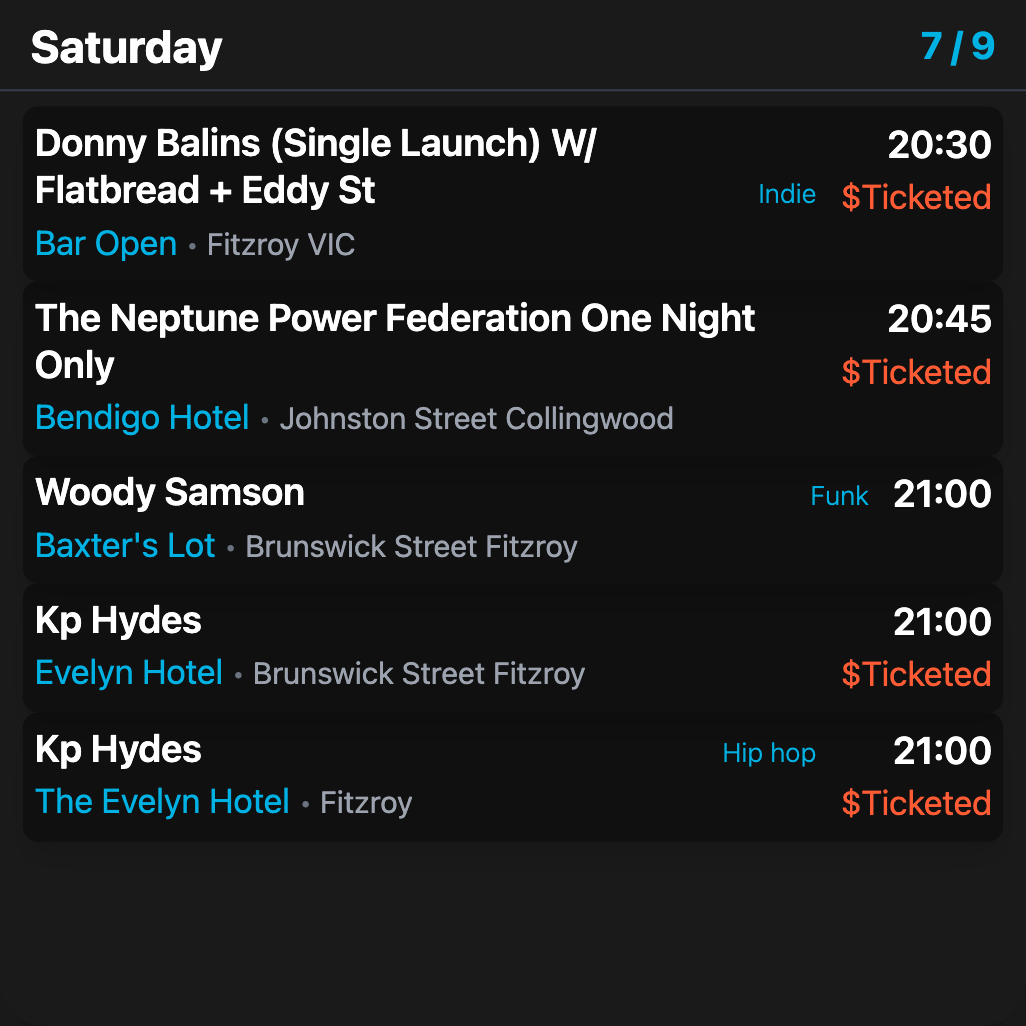 Saturday 7 / 9
Donny Balins (Single Launch) W/ 20:30
Flatbread + Eddy St Indie $Ticketed
Bar Open • Fitzroy VIC
The Neptune Power Federation One Night 20:45
Only $Ticketed
Bendigo Hotel • Johnston Street Collingwood
Woody Samson Funk 21:00
Baxter's Lot • Brunswick Street Fitzroy
Kp Hydes 21:00
Evelyn Hotel • Brunswick Street Fitzroy $Ticketed
Kp Hydes Hip hop 21:00
The Evelyn Hotel • Fitzroy $Ticketed